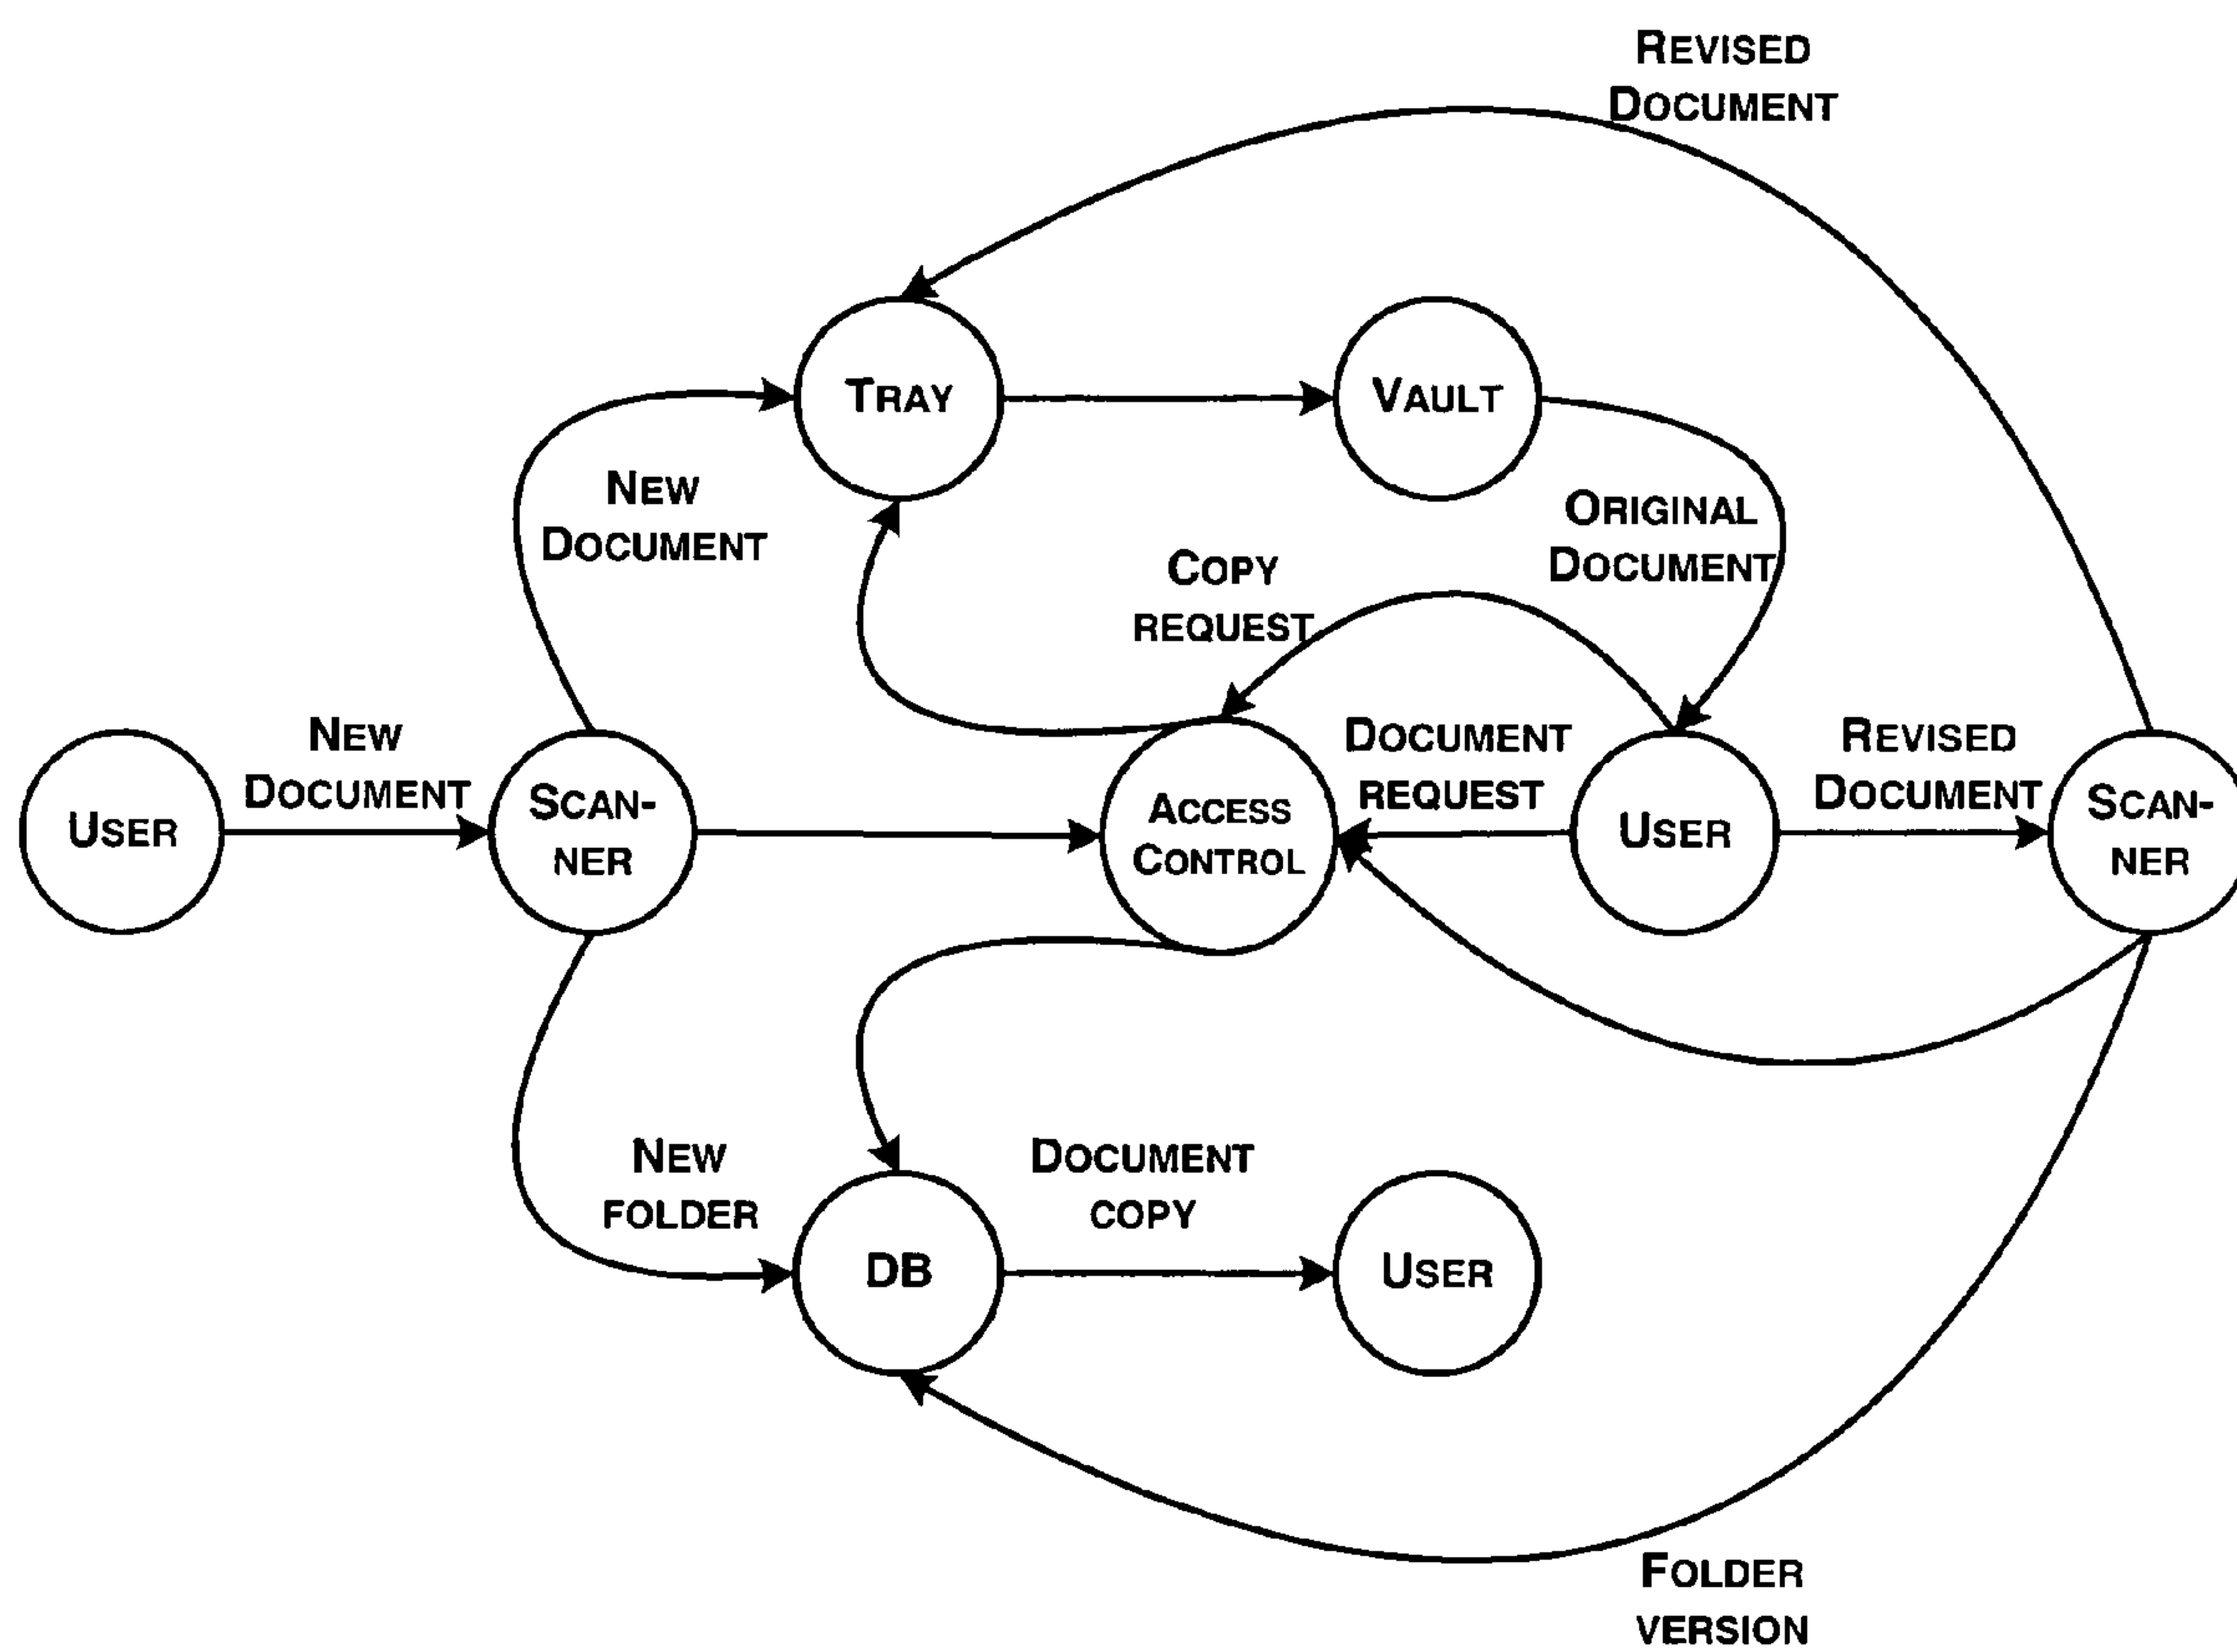 REVISED
DOCUMENT
TRAY
VAULT
NEW
DOCUMENT
ORIGINAL
DOCUMENT
COPY
REQUEST
NEW
DOCUMENT
DOCUMENT
REQUEST
REVISED
DOCUMENT
USER
SCAN-
NER
ACCESS
CONTROL
USER
SCAN-
NER
NEW
FOLDER
DOCUMENT
COPY
DB
USER
FOLDER
VERSION